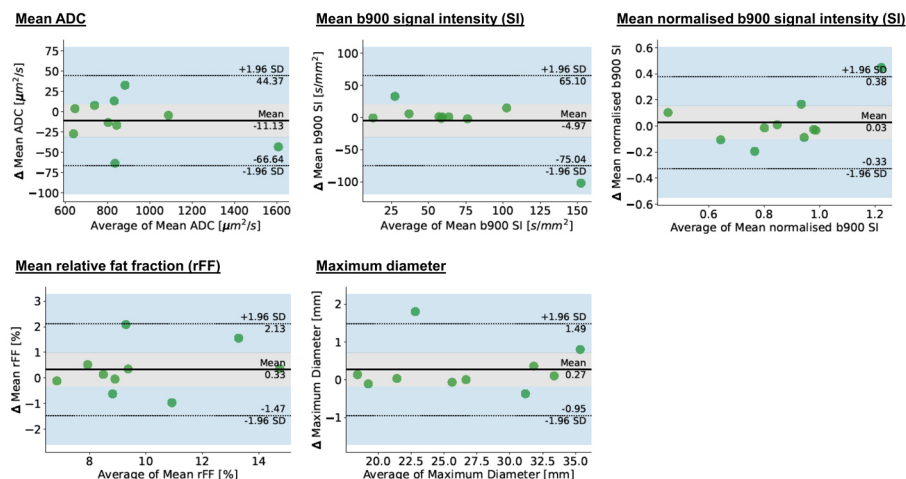 Mean ADC
Mean b900 signal intensity (SI)
Mean normalised b900 signal intensity (SI)
Δ Mean ADC [μm²/s]
75
50
25
0
−25
−50
−75
−100
+1.96 SD
44.37
Mean
-11.13
-66.64
-1.96 SD
600 800 1000 1200 1400 1600
Average of Mean ADC [μm²/s]
Δ Mean b900 SI [s/mm²]
100
50
0
−50
−100
+1.96 SD
65.10
Mean
-4.97
-75.04
-1.96 SD
25 50 75 100 125 150
Average of Mean b900 SI [s/mm²]
Δ Mean normalised b900 SI
0.6
0.4
0.2
0.0
−0.2
−0.4
−0.6
+1.96 SD
0.38
Mean
0.03
-0.33
-1.96 SD
0.6 0.8 1.0 1.2
Average of Mean normalised b900 SI
Mean relative fat fraction (rFF)
Maximum diameter
Δ Mean rFF [%]
3
2
1
0
−1
−2
+1.96 SD
2.13
Mean
0.33
-1.47
-1.96 SD
8 10 12 14
Average of Mean rFF [%]
Δ Maximum Diameter [mm]
2
1
0
−1
+1.96 SD
1.49
Mean
0.27
-0.95
-1.96 SD
20.0 22.5 25.0 27.5 30.0 32.5 35.0
Average of Maximum Diameter [mm]